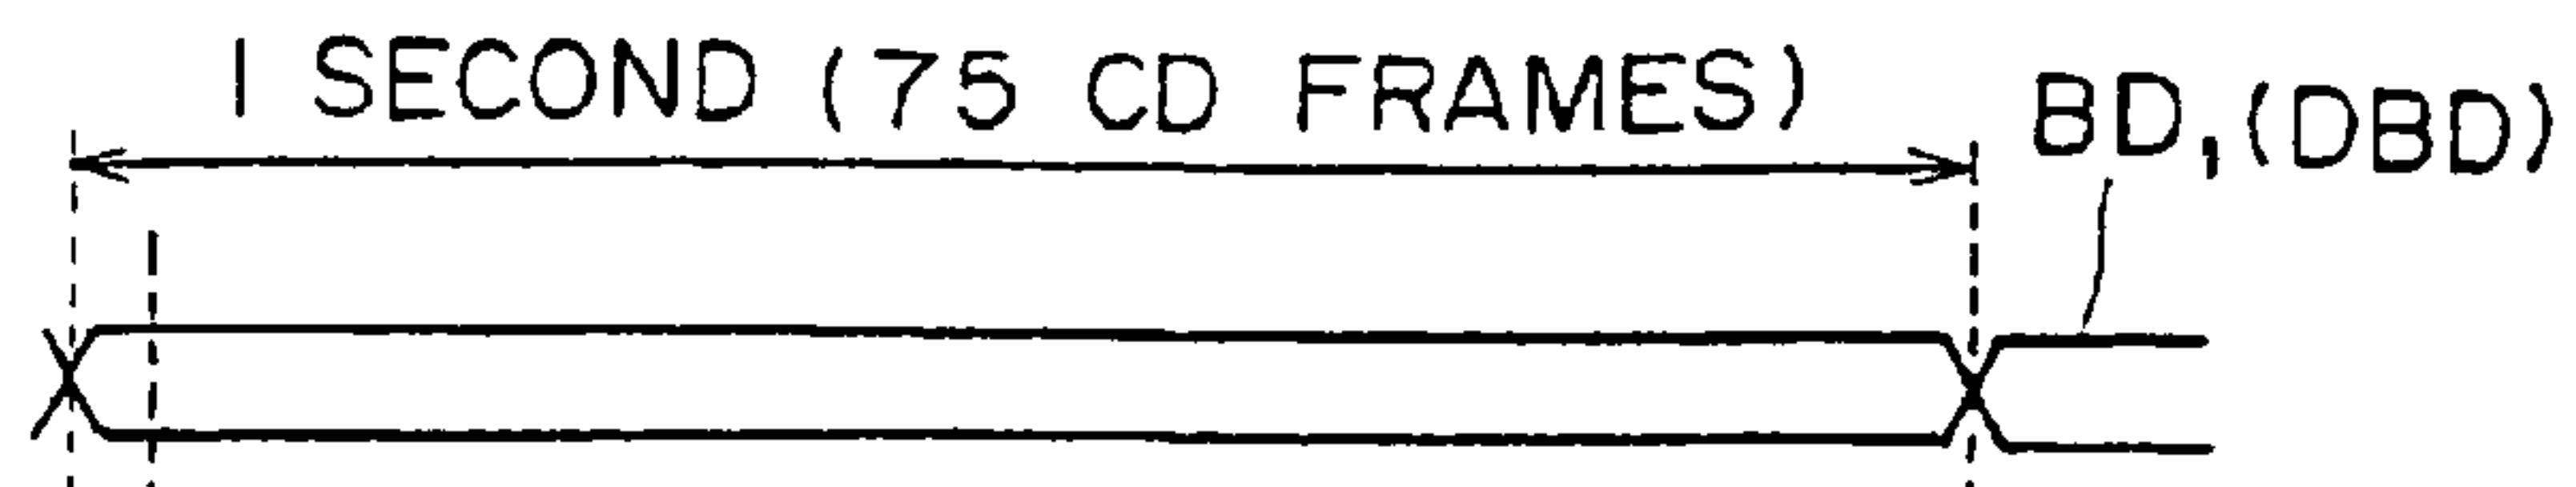 1 SECOND (75 CD FRAMES)
BD,(DBD)